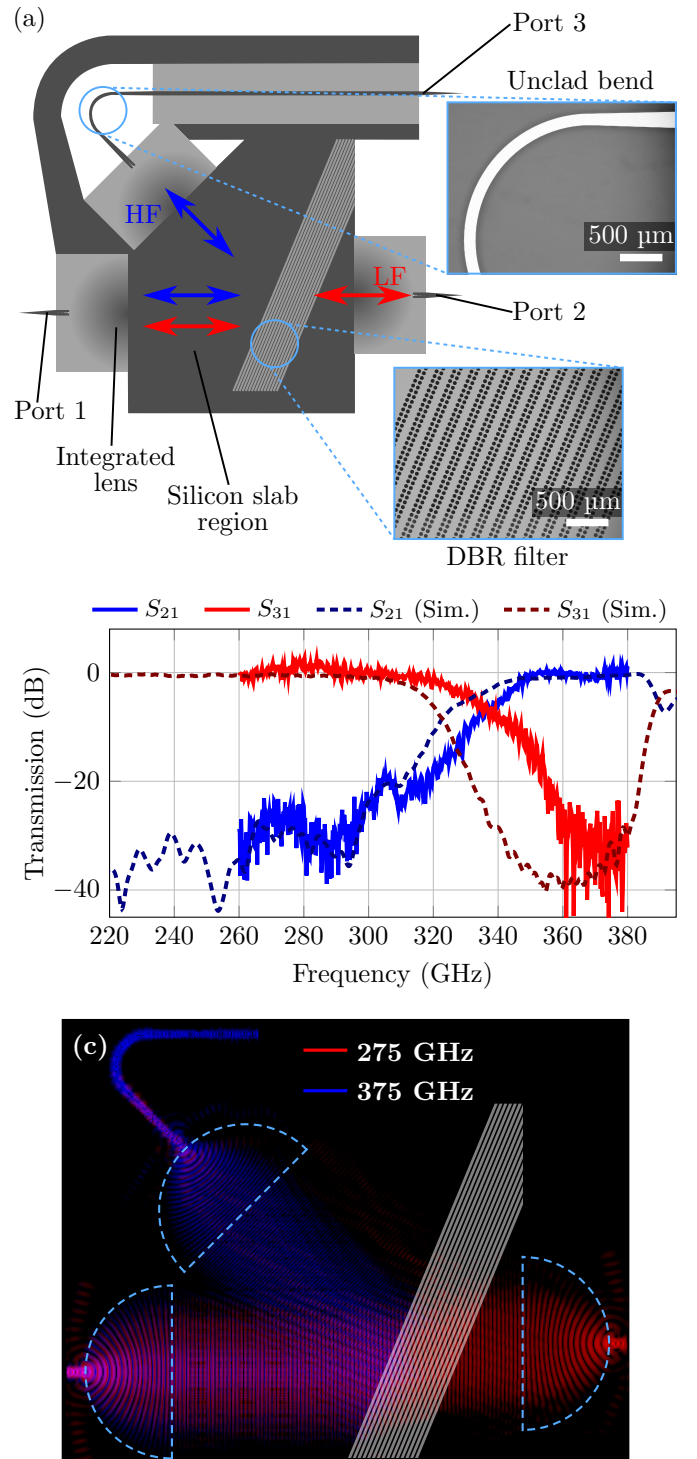 (a)
Port 3
Unclad bend
500 µm
HF
LF
Port 2
Port 1
Integrated
lens
Silicon slab
region
500 µm
DBR filter
S21 S31 S21 (Sim.) S31 (Sim.)
Transmission (dB)
0
−20
−40
220 240 260 280 300 320 340 360 380
Frequency (GHz)
(c)
275 GHz
375 GHz